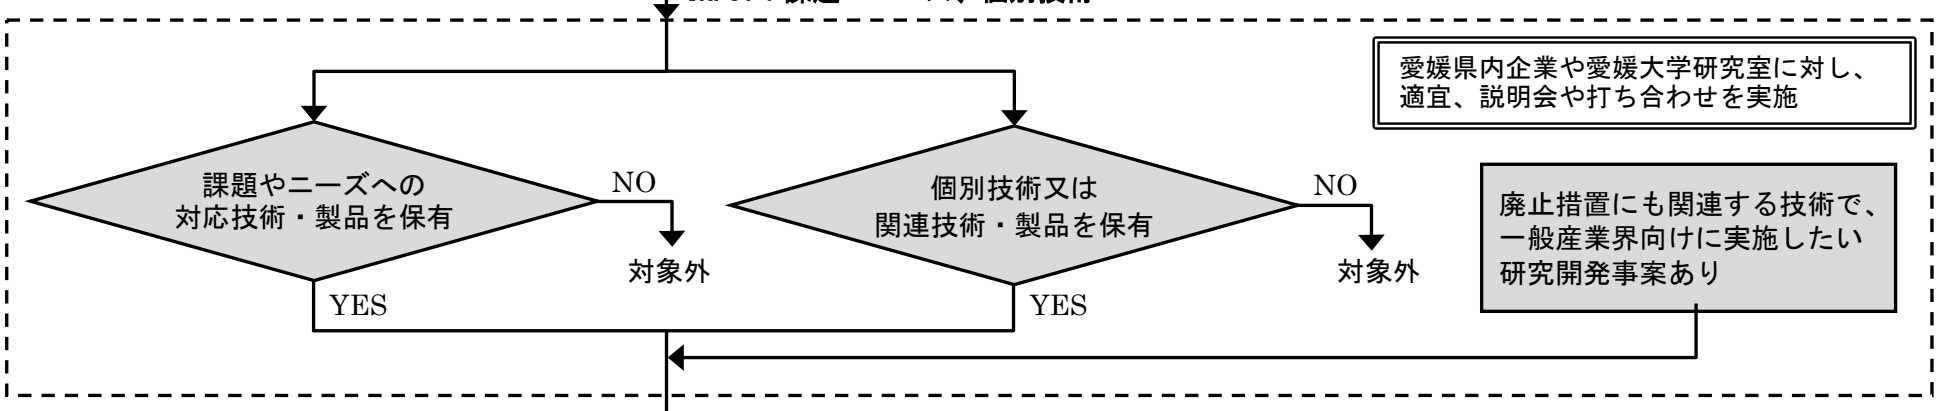 愛媛県内企業や愛媛大学研究室に対し、
適宜、説明会や打ち合わせを実施
課題やニーズへの
対応技術・製品を保有
NO
対象外
YES
個別技術又は
関連技術・製品を保有
NO
対象外
YES
廃止措置にも関連する技術で、
一般産業界向けに実施したい
研究開発事案あり